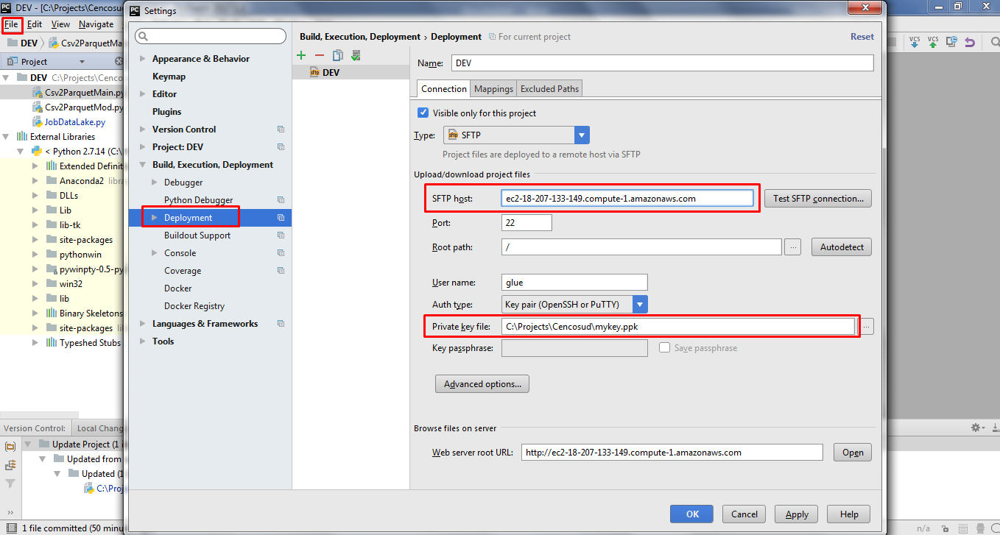 DEV - [C:\Projects\Cencosud
Settings
File Edit View Navigate
DEV Csv2ParquetMa
Project
DEV C:\Projects\Cenco
Csv2ParquetMain.py
Csv2ParquetMod.py
JobDataLake.py
External Libraries
< Python 2.7.14 (C:\
Extended Definit
Anaconda2 libra
DLLs
Lib
lib-tk
site-packages
pythonwin
pywinpty-0.5-py
win32
lib
Binary Skeletons
site-packages li
Typeshed Stubs
Version Control: Local Chang
Update Project (1 i
Updated from
Updated (1
C:\Proj
1 file committed (50 minu
Appearance & Behavior
Keymap
Editor
Plugins
Version Control
Project: DEV
Build, Execution, Deployment
Debugger
Python Debugger
Deployment
Buildout Support
Console
Coverage
Docker
Docker Registry
Languages & Frameworks
Tools
Build, Execution, Deployment › Deployment For current project Reset
DEV
Name: DEV
Connection Mappings Excluded Paths
Visible only for this project
Type: SFTP
Project files are deployed to a remote host via SFTP
Upload/download project files
SFTP host: ec2-18-207-133-149.compute-1.amazonaws.com Test SFTP connection...
Port: 22
Root path: / ... Autodetect
User name: glue
Auth type: Key pair (OpenSSH or PuTTY)
Private key file: C:\Projects\Cencosud\mykey.ppk ...
Key passphrase: Save passphrase
Advanced options...
Browse files on server
Web server root URL: http://ec2-18-207-133-149.compute-1.amazonaws.com Open
OK Cancel Apply Help
VCS VCS
n/a